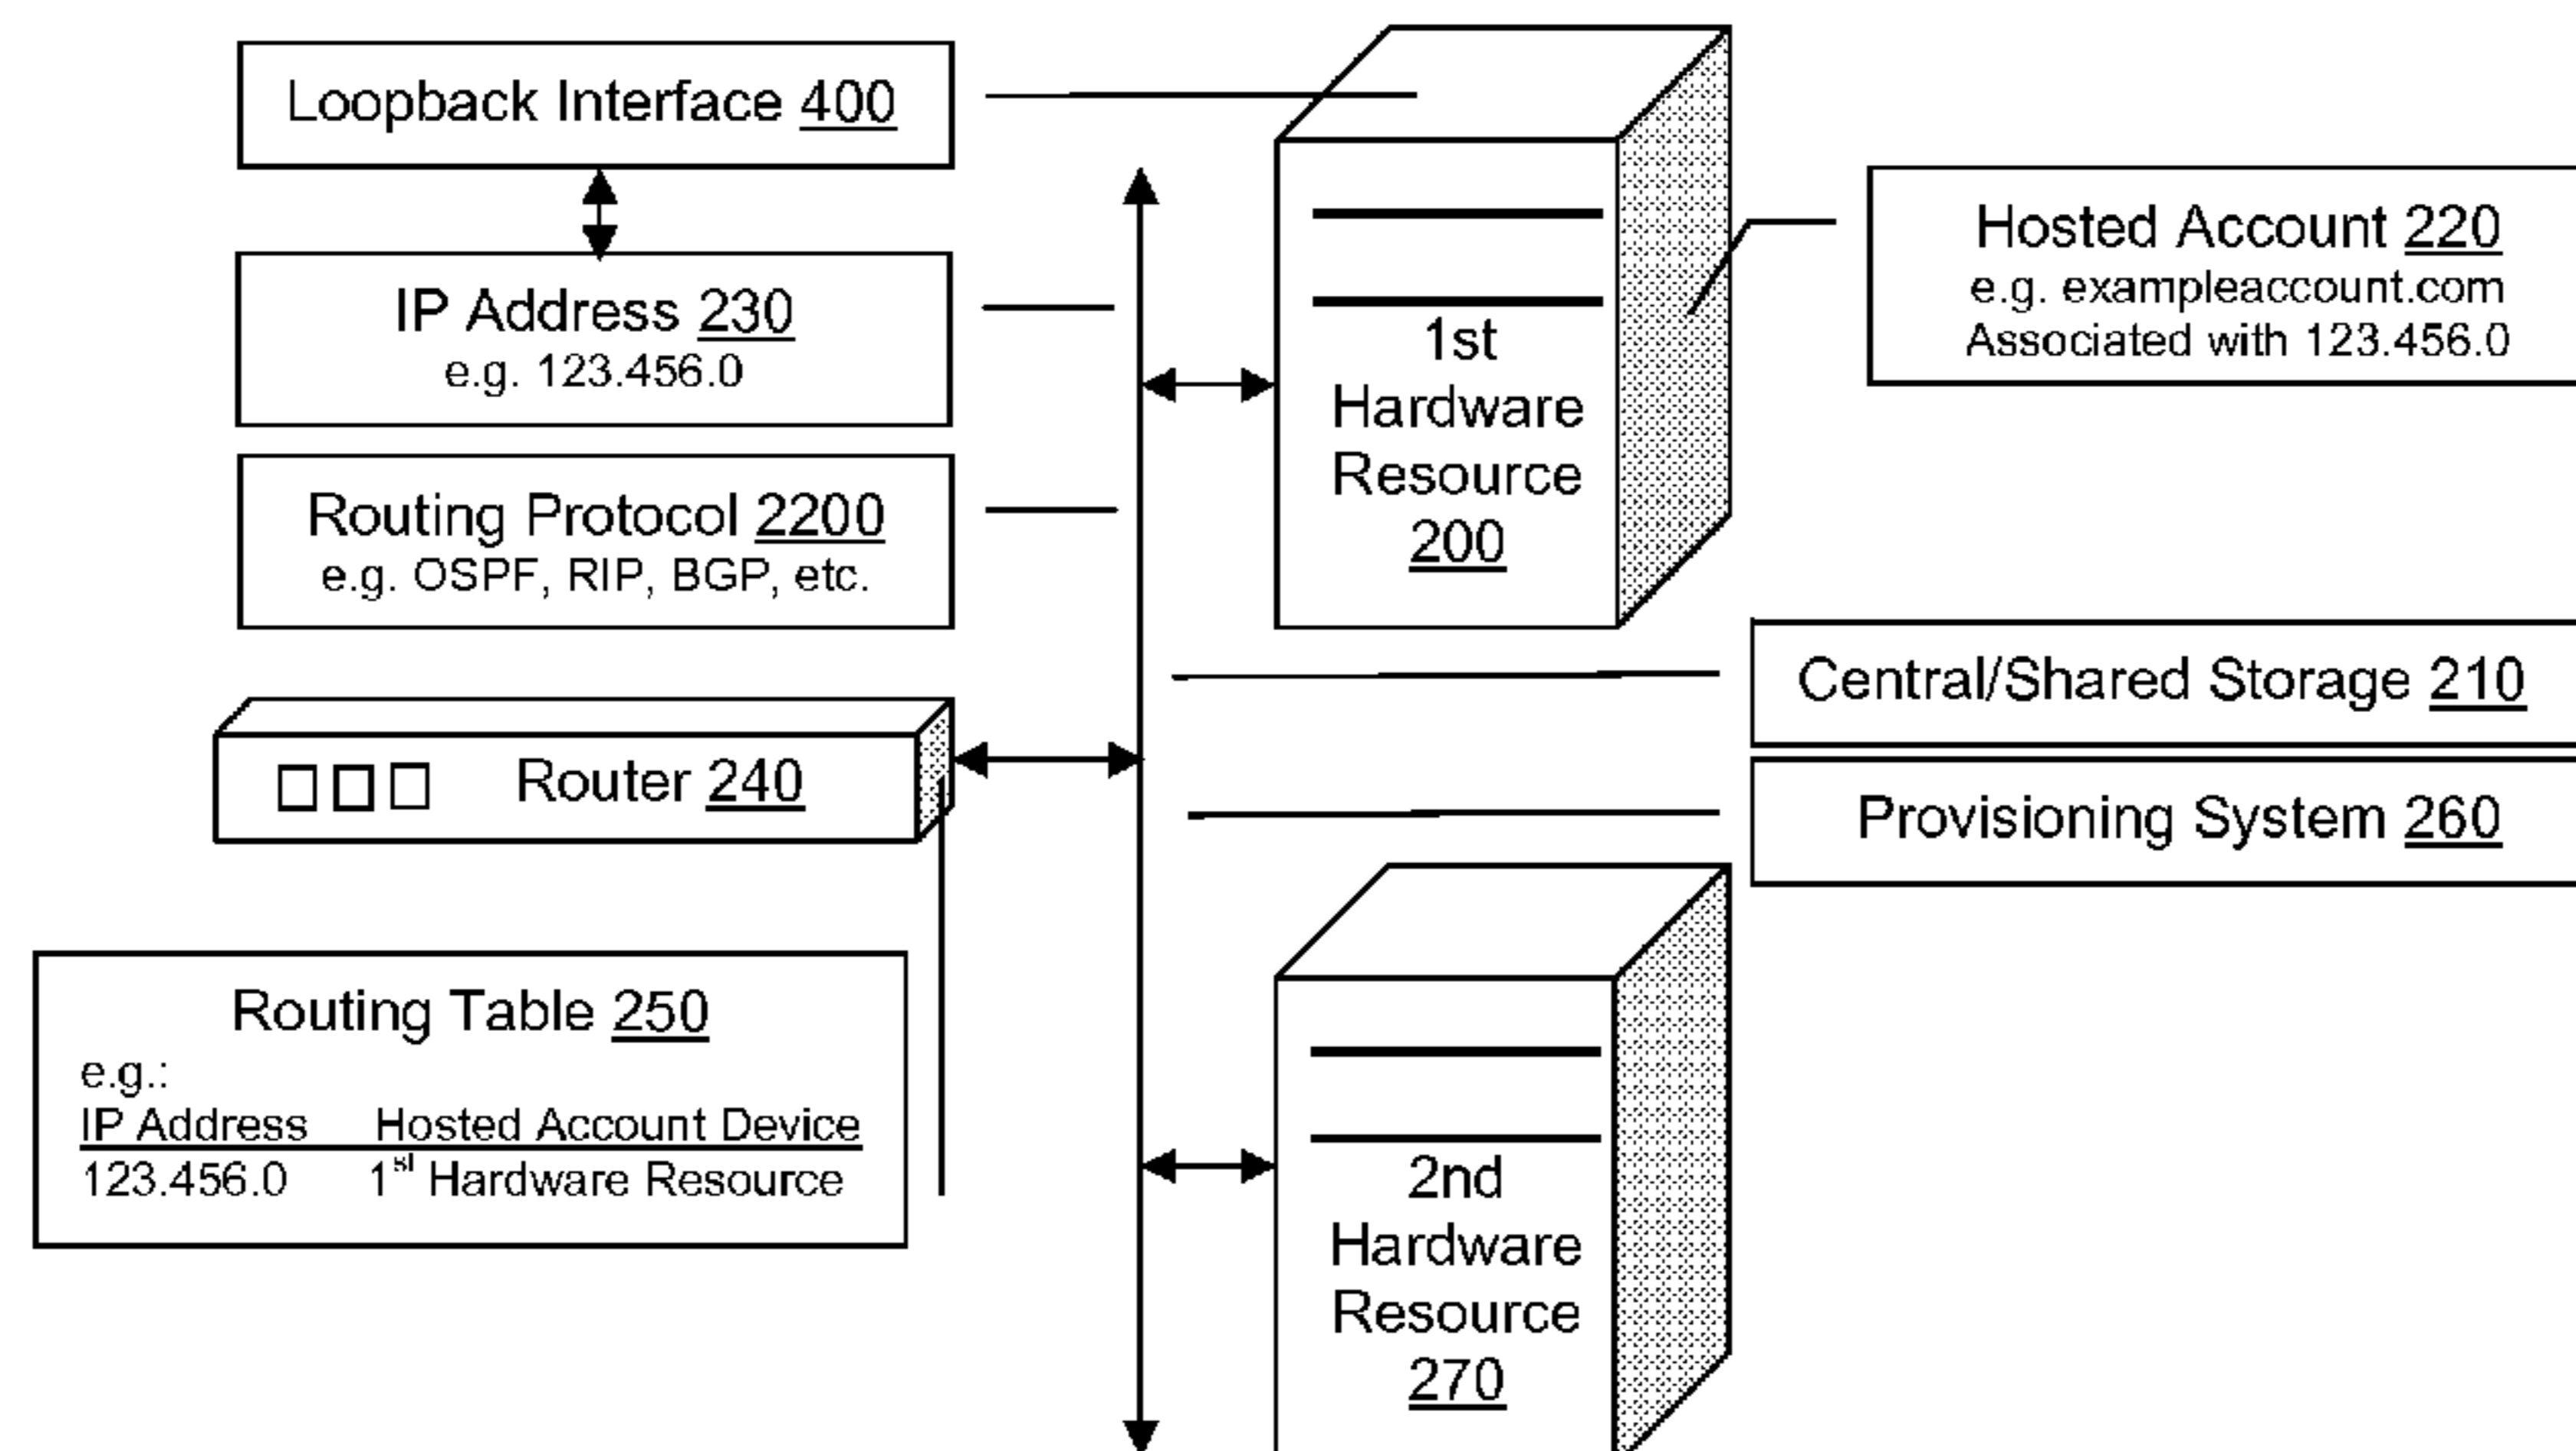 Loopback Interface 400
IP Address 230
e.g. 123.456.0
Routing Protocol 2200
e.g. OSPF, RIP, BGP, etc.
Router 240
Routing Table 250
e.g.:
IP Address Hosted Account Device
123.456.0 1st Hardware Resource
1st
Hardware
Resource
200
Hosted Account 220
e.g. exampleaccount.com
Associated with 123.456.0
Central/Shared Storage 210
Provisioning System 260
2nd
Hardware
Resource
270